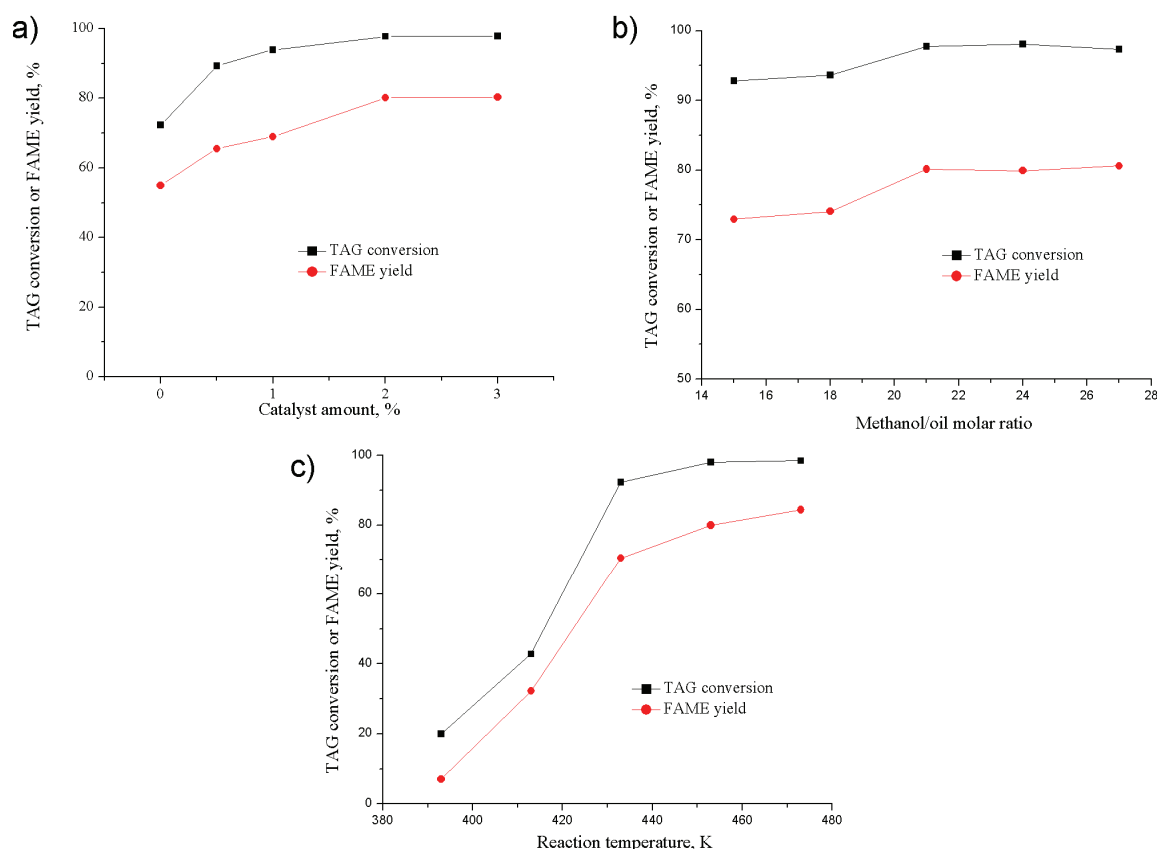 a)
TAG conversion or FAME yield, %
100
80
60
40
20
0
TAG conversion
FAME yield
0
1
2
3
Catalyst amount, %
b)
TAG conversion or FAME yield, %
100
90
80
70
60
50
TAG conversion
FAME yield
14
16
18
20
22
24
26
28
Methanol/oil molar ratio
c)
TAG conversion or FAME yield, %
100
80
60
40
20
0
TAG conversion
FAME yield
380
400
420
440
460
480
Reaction temperature, K